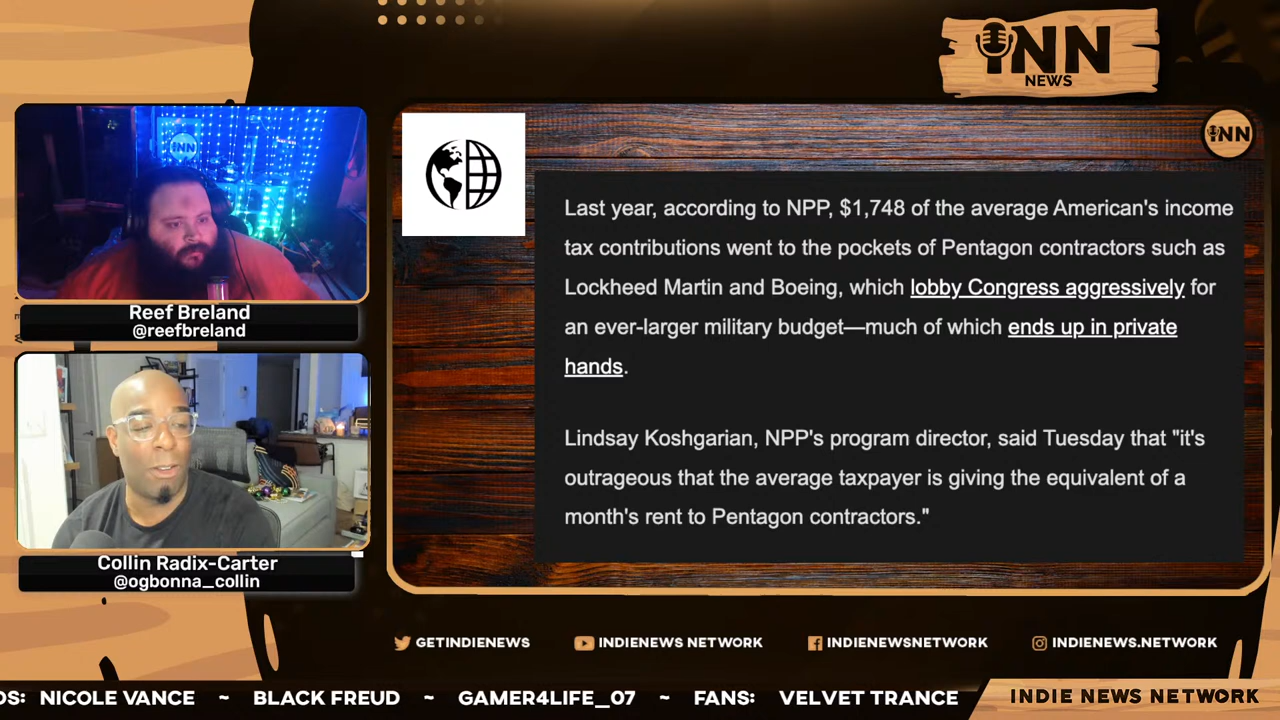 INN
NEWS
INN
INN
Last year, according to NPP, $1,748 of the average American's income
tax contributions went to the pockets of Pentagon contractors such as
Lockheed Martin and Boeing, which lobby Congress aggressively for
an ever-larger military budget—much of which ends up in private
hands.
Lindsay Koshgarian, NPP's program director, said Tuesday that "it's
outrageous that the average taxpayer is giving the equivalent of a
month's rent to Pentagon contractors."
Reef Breland
@reefbreland
Collin Radix-Carter
@ogbonna_collin
GETINDIENEWS
INDIENEWS NETWORK
INDIENEWSNETWORK
INDIENEWS.NETWORK
DS: NICOLE VANCE ~ BLACK FREUD ~ GAMER4LIFE_07 ~ FANS: VELVET TRANCE
INDIE NEWS NETWORK